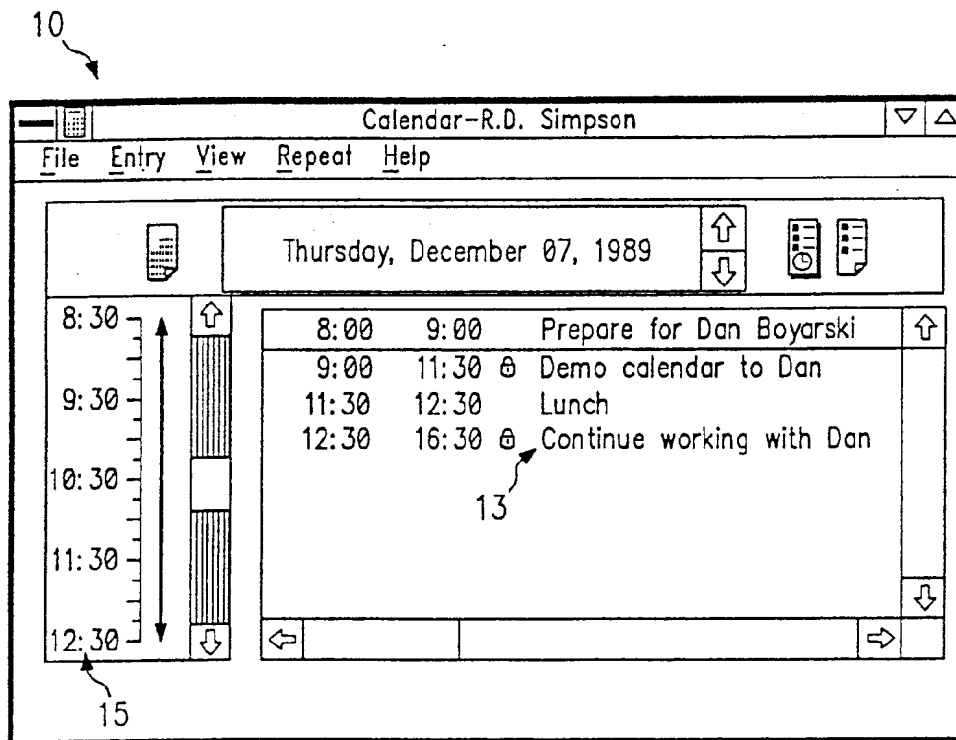 10
Calendar-R.D. Simpson
File Entry View Repeat Help
Thursday, December 07, 1989
8:30
9:30
10:30
11:30
12:30
8:00 9:00 Prepare for Dan Boyarski
9:00 11:30 Demo calendar to Dan
11:30 12:30 Lunch
12:30 16:30 Continue working with Dan
13
15